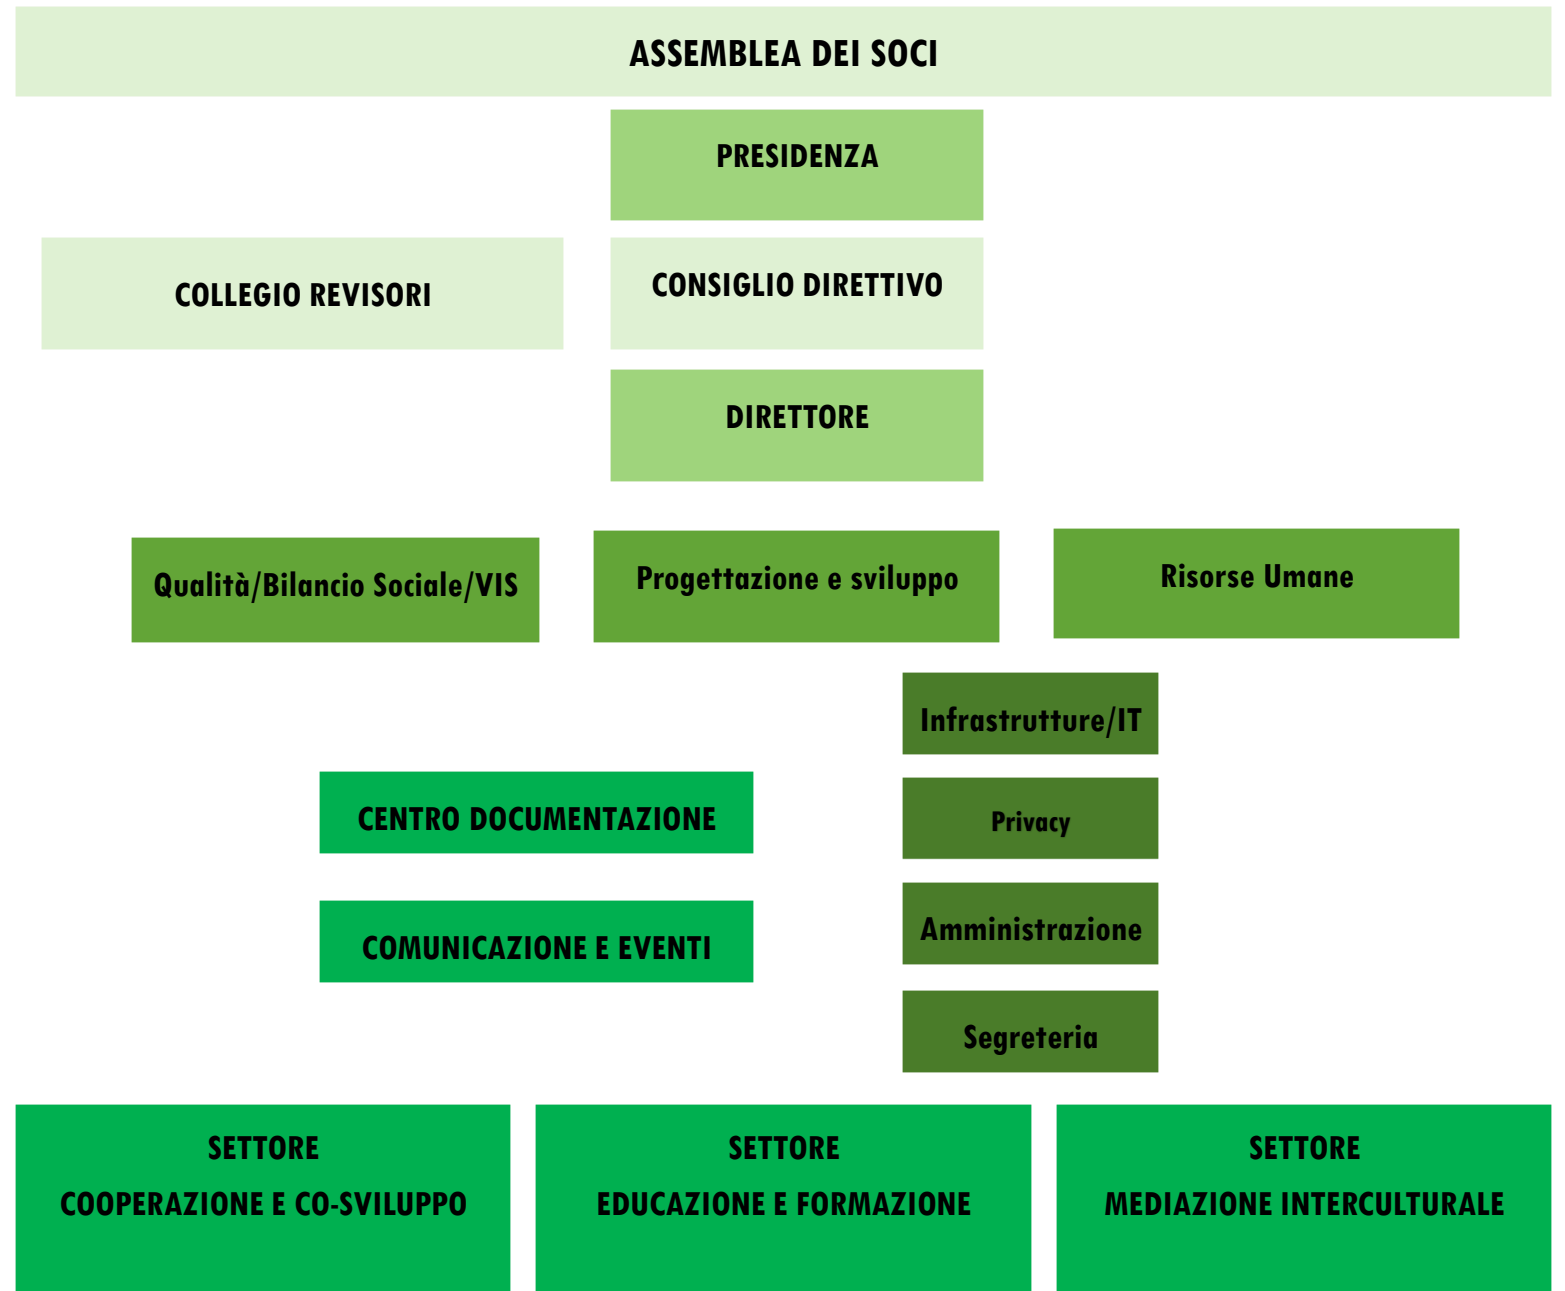 ASSEMBLEA DEI SOCI
PRESIDENZA
COLLEGIO REVISORI
CONSIGLIO DIRETTIVO
DIRETTORE
Qualità/Bilancio Sociale/VIS
Progettazione e sviluppo
Risorse Umane
Infrastrutture/IT
CENTRO DOCUMENTAZIONE
Privacy
COMUNICAZIONE E EVENTI
Amministrazione
Segreteria
SETTORE
COOPERAZIONE E CO-SVILUPPO
SETTORE
EDUCAZIONE E FORMAZIONE
SETTORE
MEDIAZIONE INTERCULTURALE